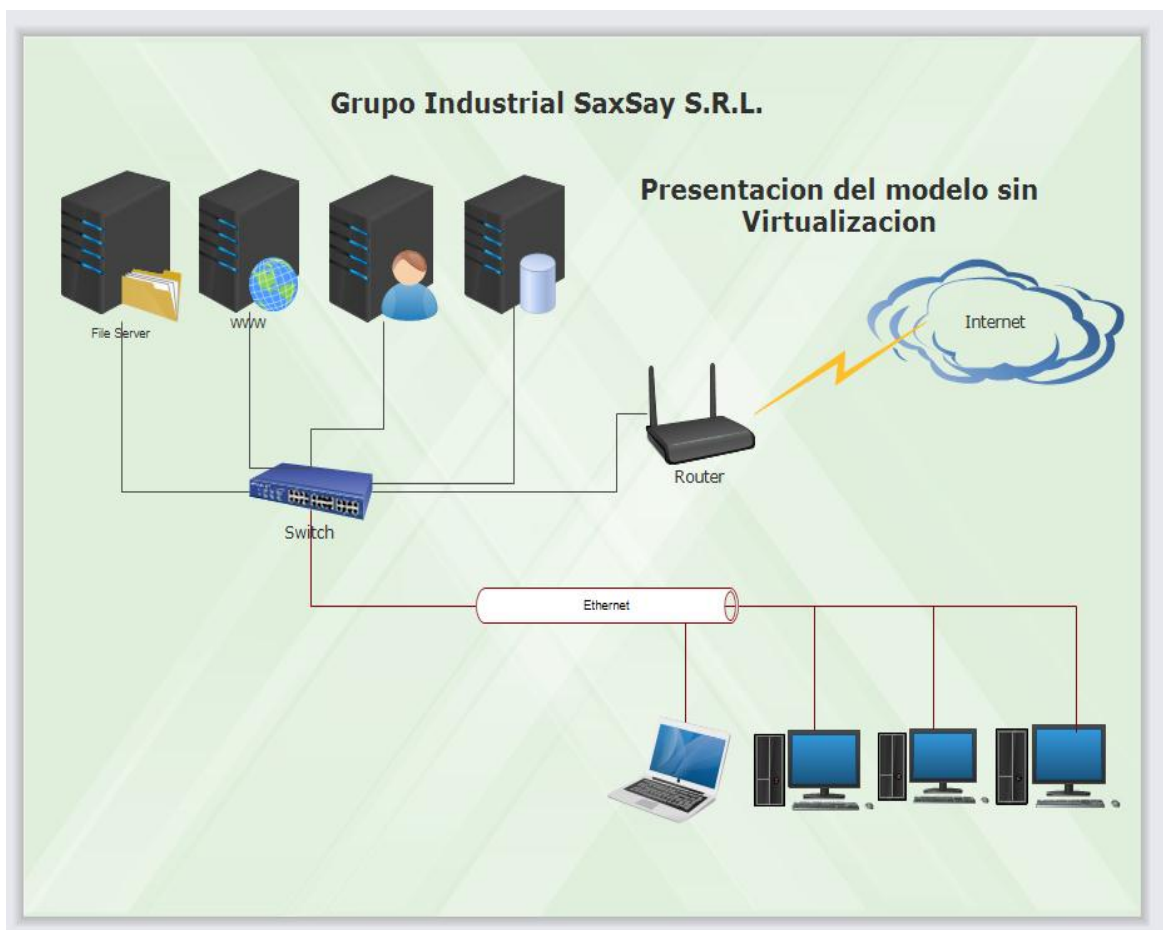 Grupo Industrial SaxSay S.R.L.
Presentacion del modelo sin
Virtualizacion
File Server
WWW
Internet
Router
Switch
Ethernet